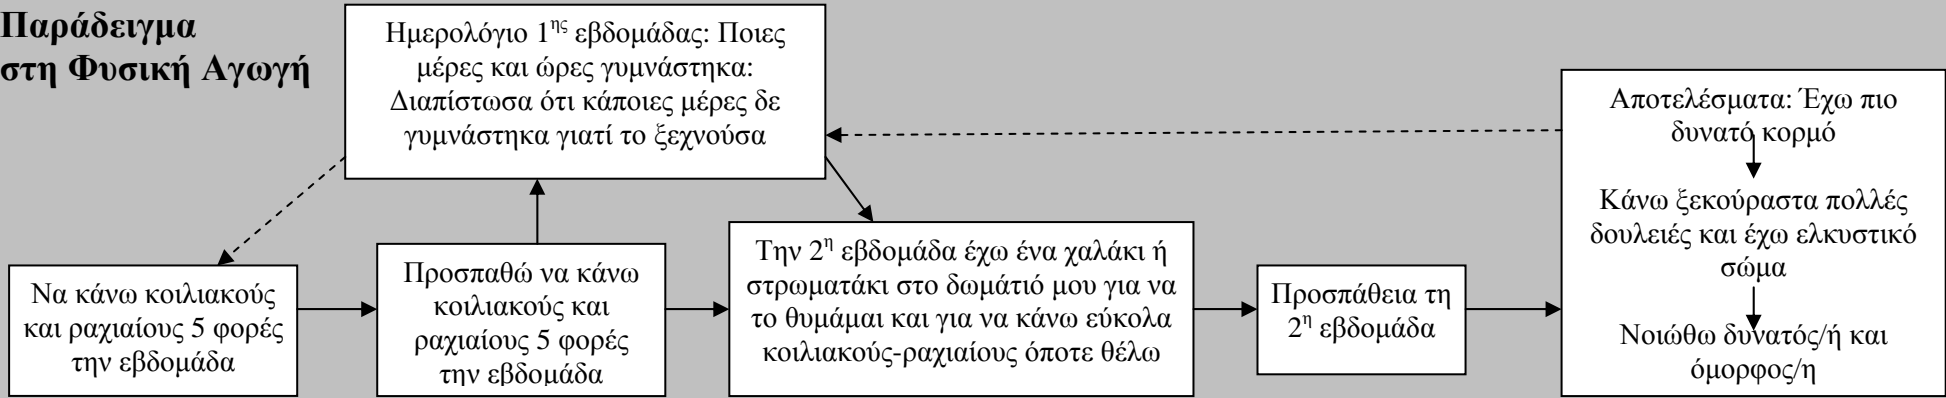 Παράδειγμα
στη Φυσική Αγωγή
Ημερολόγιο 1ης εβδομάδας: Ποιες
μέρες και ώρες γυμνάστηκα:
Διαπίστωσα ότι κάποιες μέρες δε
γυμνάστηκα γιατί το ξεχνούσα
Να κάνω κοιλιακούς
και ραχιαίους 5 φορές
την εβδομάδα
Προσπαθώ να κάνω
κοιλιακούς και
ραχιαίους 5 φορές
την εβδομάδα
Την 2η εβδομάδα έχω ένα χαλάκι ή
στρωματάκι στο δωμάτιό μου για να
το θυμάμαι και για να κάνω εύκολα
κοιλιακούς-ραχιαίους όποτε θέλω
Προσπάθεια τη
2η εβδομάδα
Αποτελέσματα: Έχω πιο
δυνατό κορμό
Κάνω ξεκούραστα πολλές
δουλειές και έχω ελκυστικό
σώμα
Νοιώθω δυνατός/ή και
όμορφος/η